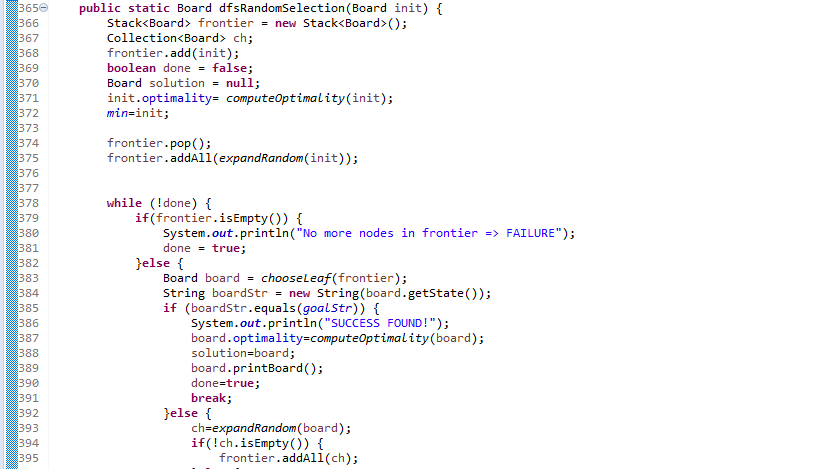 365 public static Board dfsRandomSelection(Board init) {
366 Stack<Board> frontier = new Stack<Board>();
367 Collection<Board> ch;
368 frontier.add(init);
369 boolean done = false;
370 Board solution = null;
371 init.optimality= computeOptimality(init);
372 min=init;
373
374 frontier.pop();
375 frontier.addAll(expandRandom(init));
376
377
378 while (!done) {
379 if(frontier.isEmpty()) {
380 System.out.println("No more nodes in frontier => FAILURE");
381 done = true;
382 }else {
383 Board board = chooseLeaf(frontier);
384 String boardStr = new String(board.getState());
385 if (boardStr.equals(goalStr)) {
386 System.out.println("SUCCESS FOUND!");
387 board.optimality=computeOptimality(board);
388 solution=board;
389 board.printBoard();
390 done=true;
391 break;
392 }else {
393 ch=expandRandom(board);
394 if(!ch.isEmpty()) {
395 frontier.addAll(ch);